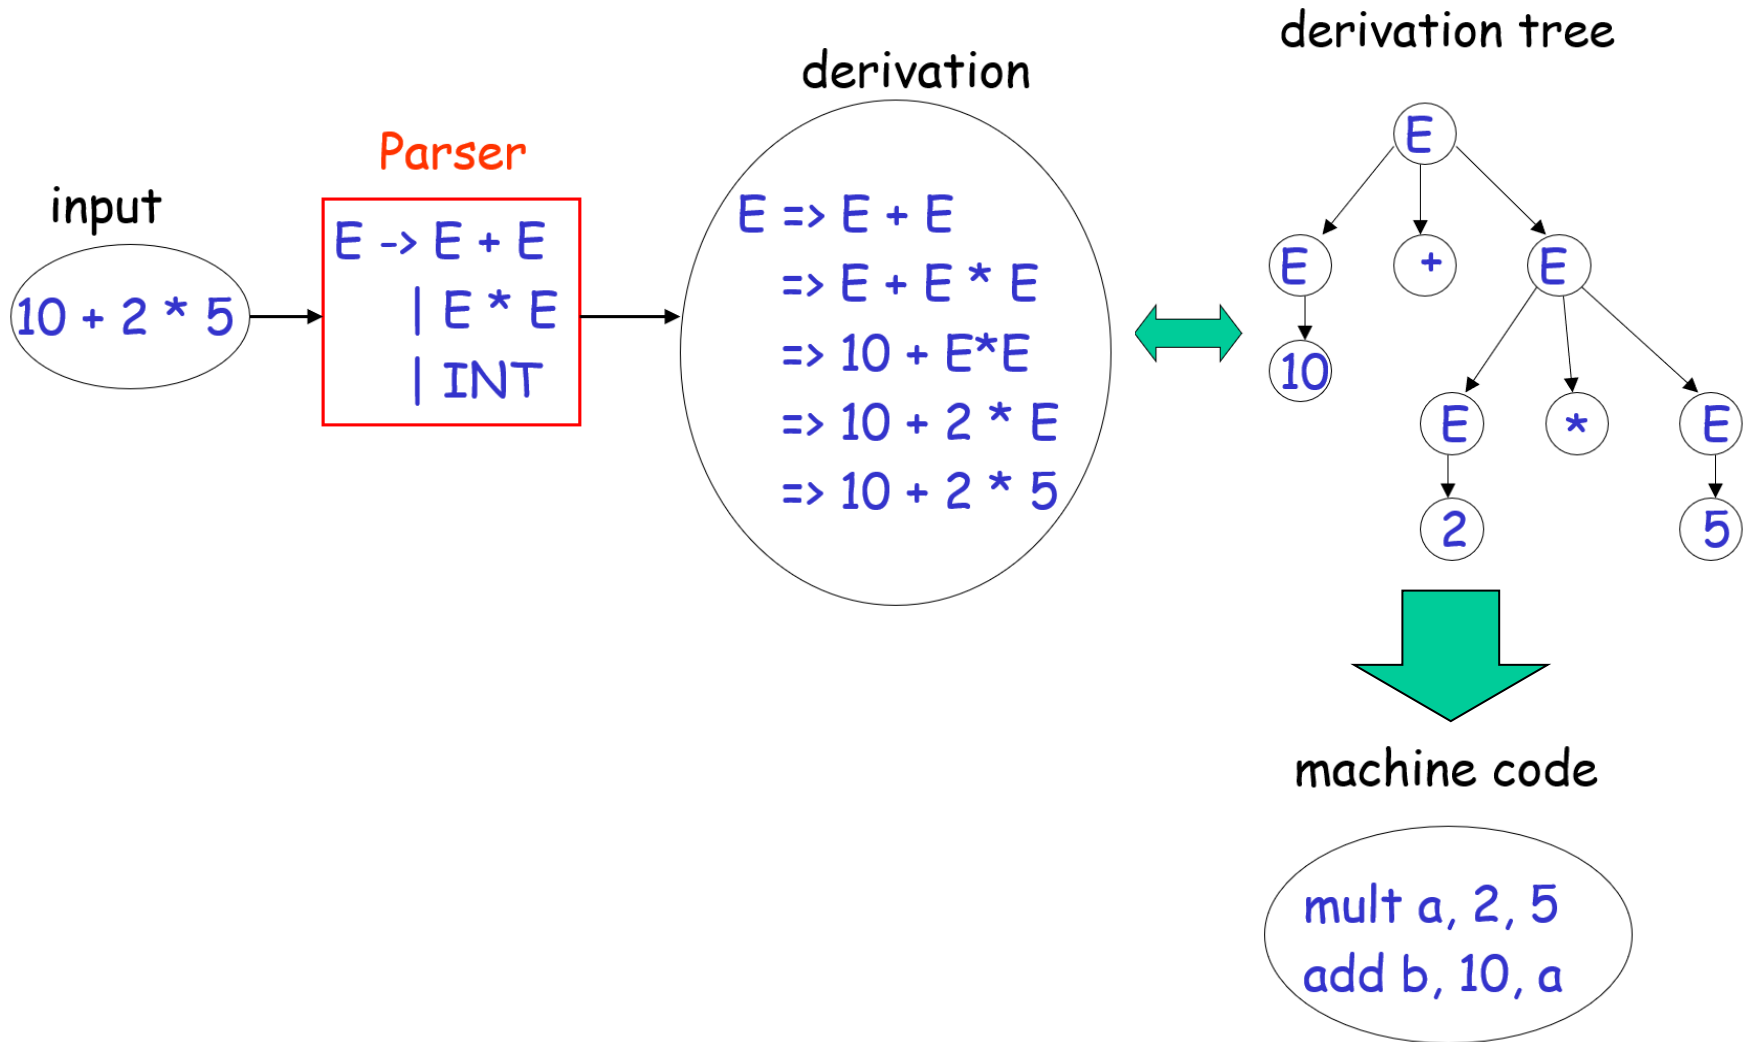 input
10 + 2 * 5
Parser
E -> E + E
| E * E
| INT
derivation
E => E + E
=> E + E * E
=> 10 + E*E
=> 10 + 2 * E
=> 10 + 2 * 5
derivation tree
E
E + E
10
E * E
2 5
machine code
mult a, 2, 5
add b, 10, a